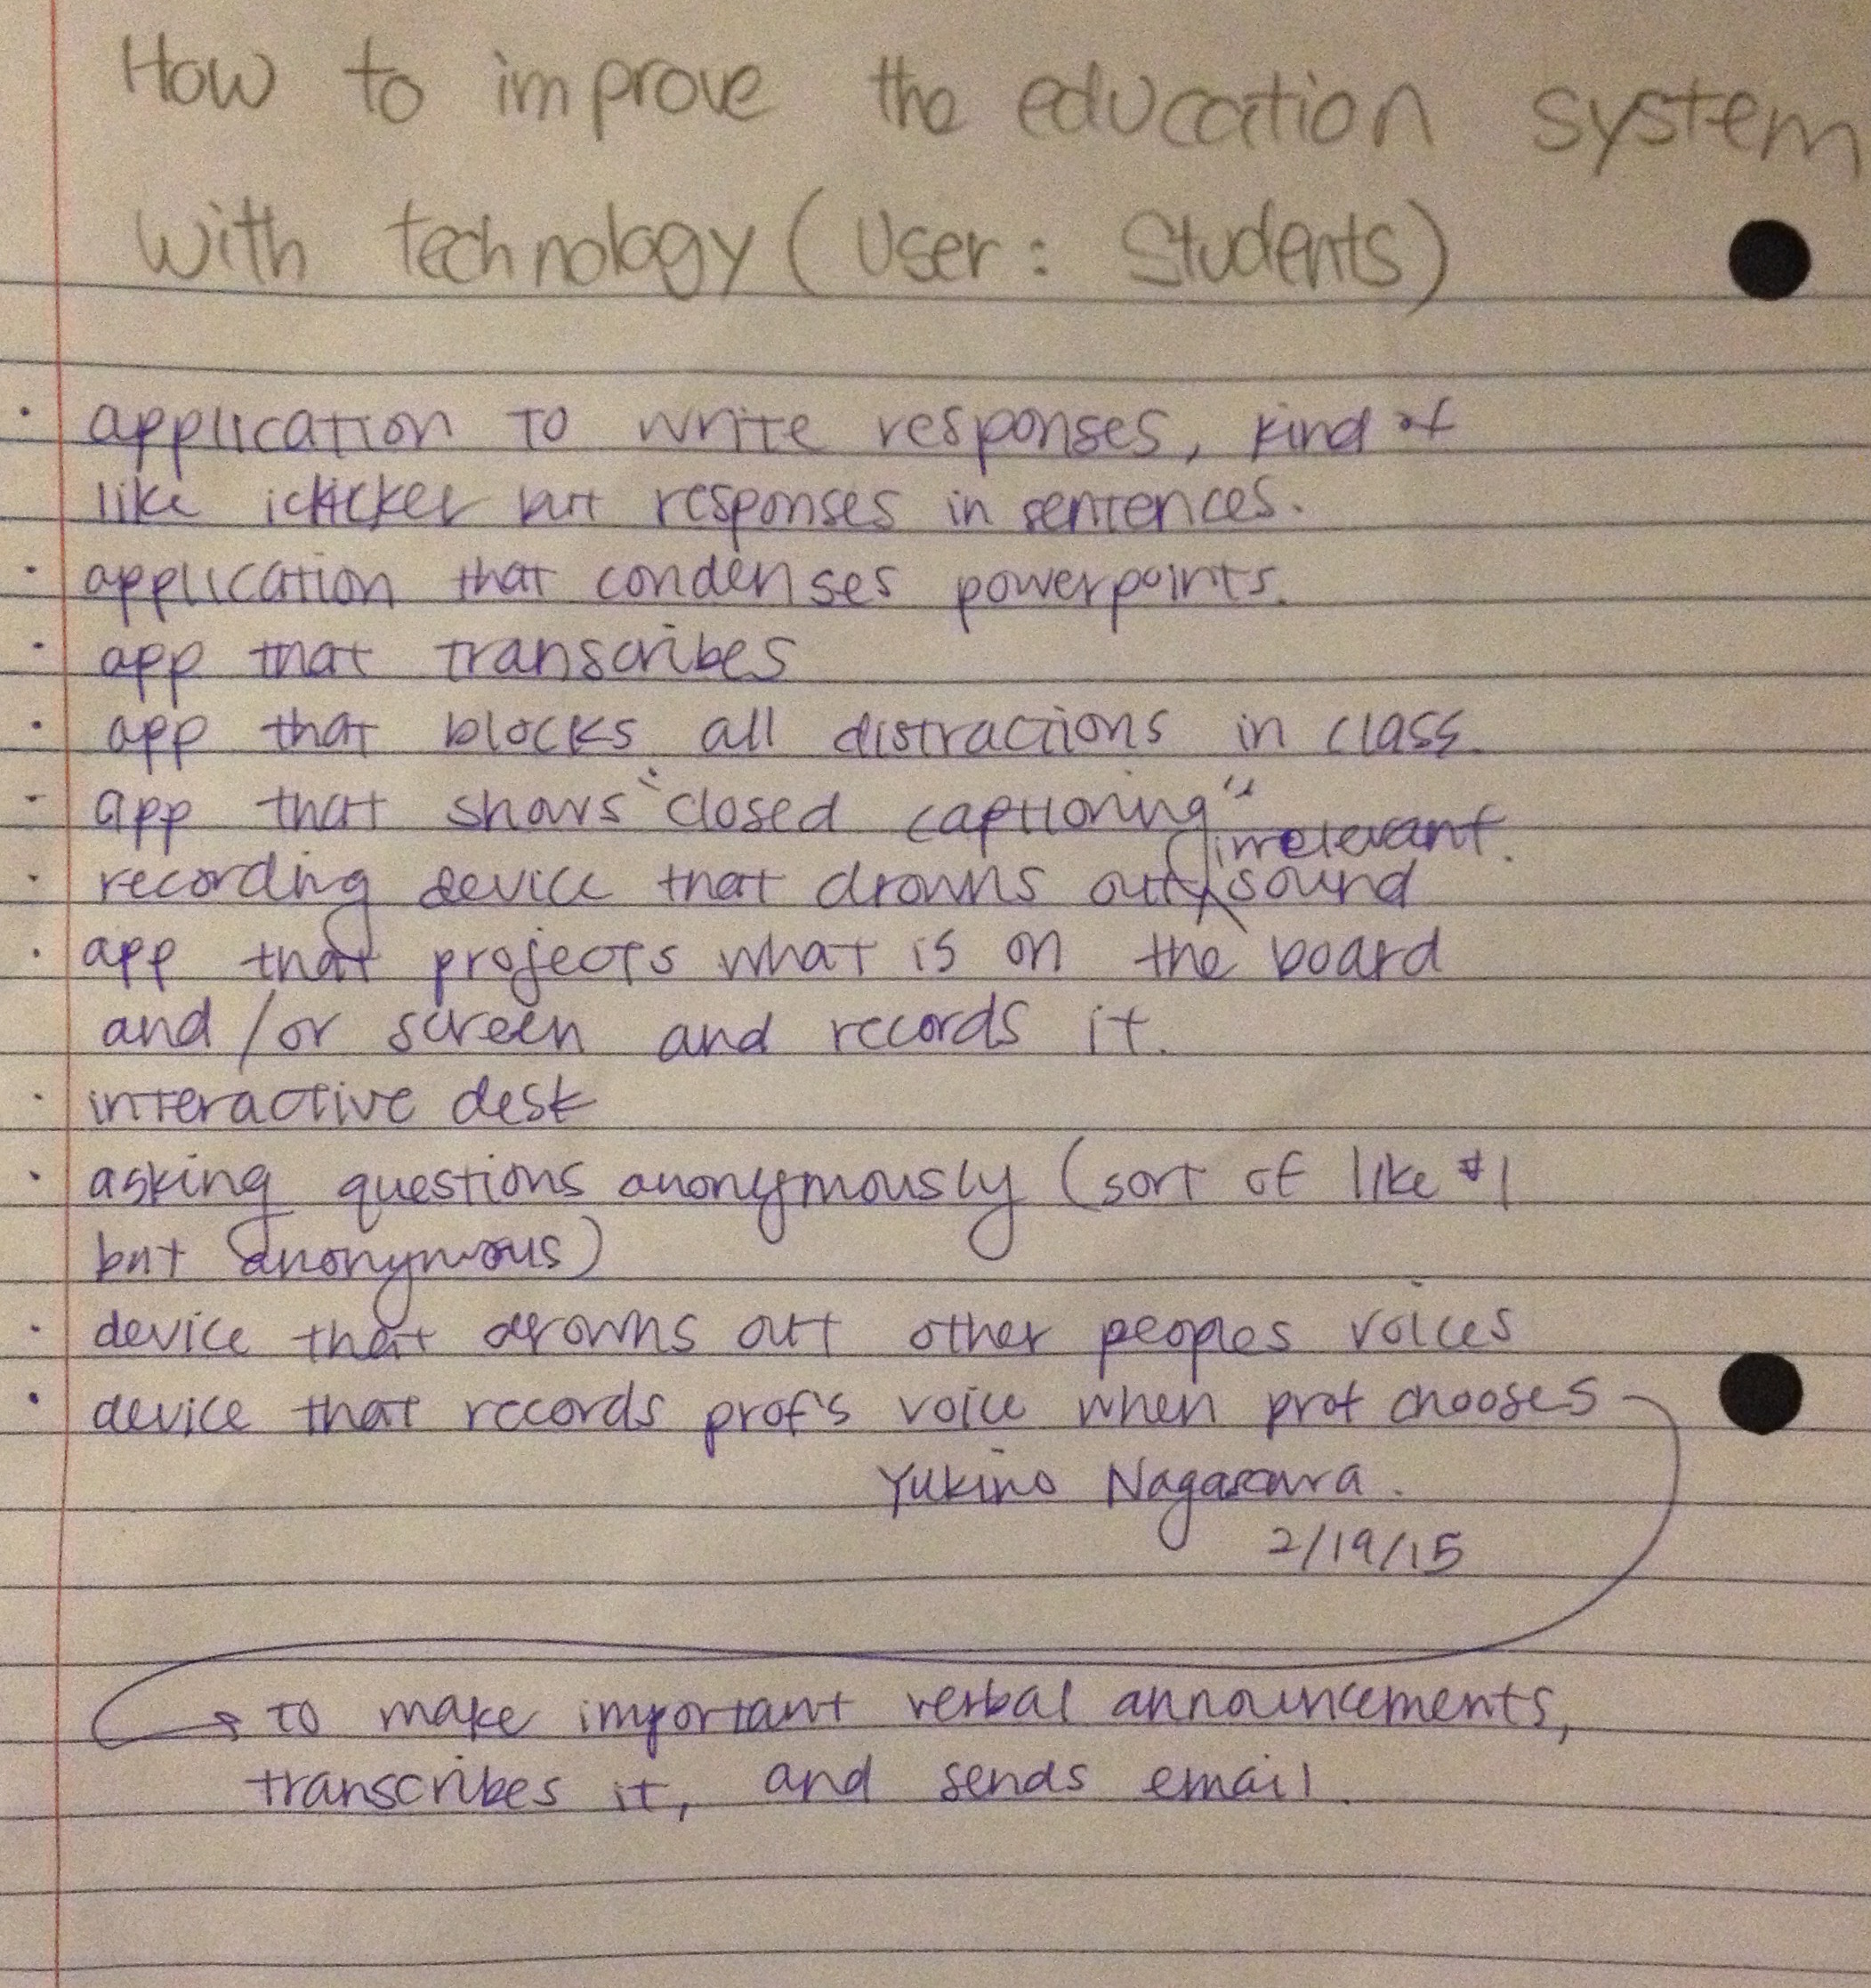 How to improve the education system
with technology (User: Students)
· application to write responses, kind of
like iclicker but responses in sentences.
· application that condenses powerpoints.
· app that transcribes
· app that blocks all distractions in class.
- app that shows "closed captioning"
irrelevant.
· recording device that drowns out sound
· app that projects what is on the board
and/or screen and records it.
· interactive desk
· asking questions anonymously (sort of like #1
but anonymous)
· device that drowns out other peoples voices
· device that records prof's voice when prof chooses
Yukino
2/19/15
→ to make important verbal announcements,
transcribes it, and sends email.